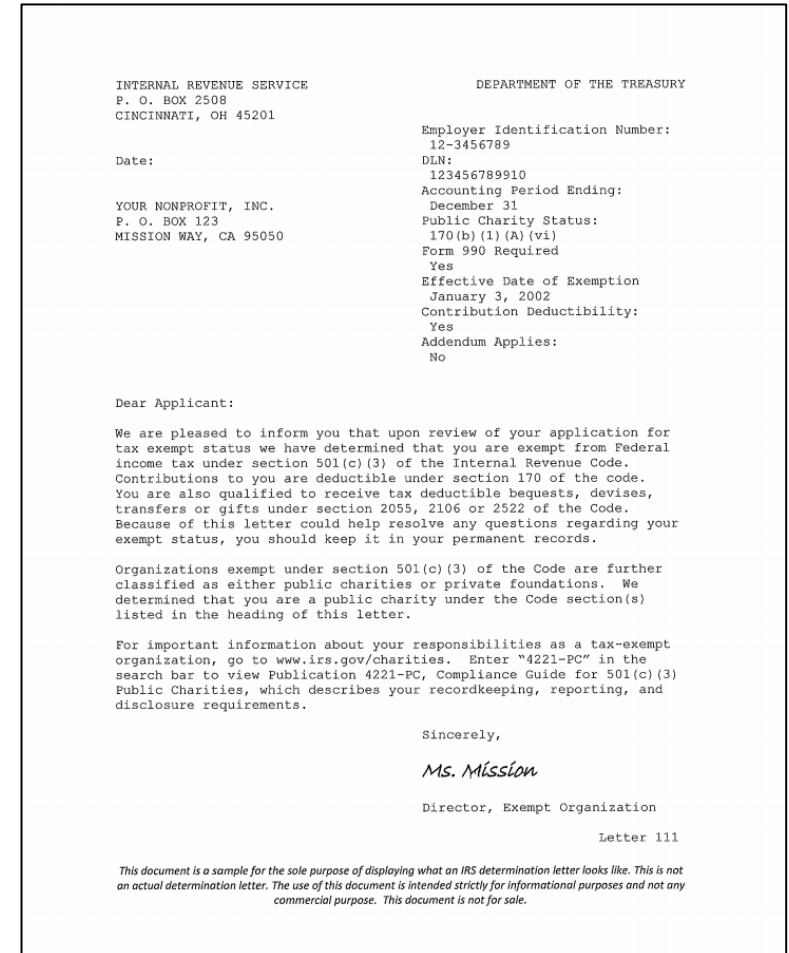 INTERNAL REVENUE SERVICE
P. O. BOX 2508
CINCINNATI, OH 45201
DEPARTMENT OF THE TREASURY
Date:
YOUR NONPROFIT, INC.
P. O. BOX 123
MISSION WAY, CA 95050
Employer Identification Number:
12-3456789
DLN:
123456789910
Accounting Period Ending:
December 31
Public Charity Status:
170(b)(1)(A)(vi)
Form 990 Required
Yes
Effective Date of Exemption
January 3, 2002
Contribution Deductibility:
Yes
Addendum Applies:
No
Dear Applicant:
We are pleased to inform you that upon review of your application for
tax exempt status we have determined that you are exempt from Federal
income tax under section 501(c)(3) of the Internal Revenue Code.
Contributions to you are deductible under section 170 of the code.
You are also qualified to receive tax deductible bequests, devises,
transfers or gifts under section 2055, 2106 or 2522 of the Code.
Because of this letter could help resolve any questions regarding your
exempt status, you should keep it in your permanent records.
Organizations exempt under section 501(c)(3) of the Code are further
classified as either public charities or private foundations. We
determined that you are a public charity under the Code section(s)
listed in the heading of this letter.
For important information about your responsibilities as a tax-exempt
organization, go to www.irs.gov/charities. Enter “4221-PC” in the
search bar to view Publication 4221-PC, Compliance Guide for 501(c)(3)
Public Charities, which describes your recordkeeping, reporting, and
disclosure requirements.
Sincerely,
Ms. Mission
Director, Exempt Organization
Letter 111
This document is a sample for the sole purpose of displaying what an IRS determination letter looks like. This is not
an actual determination letter. The use of this document is intended strictly for informational purposes and not any
commercial purpose. This document is not for sale.